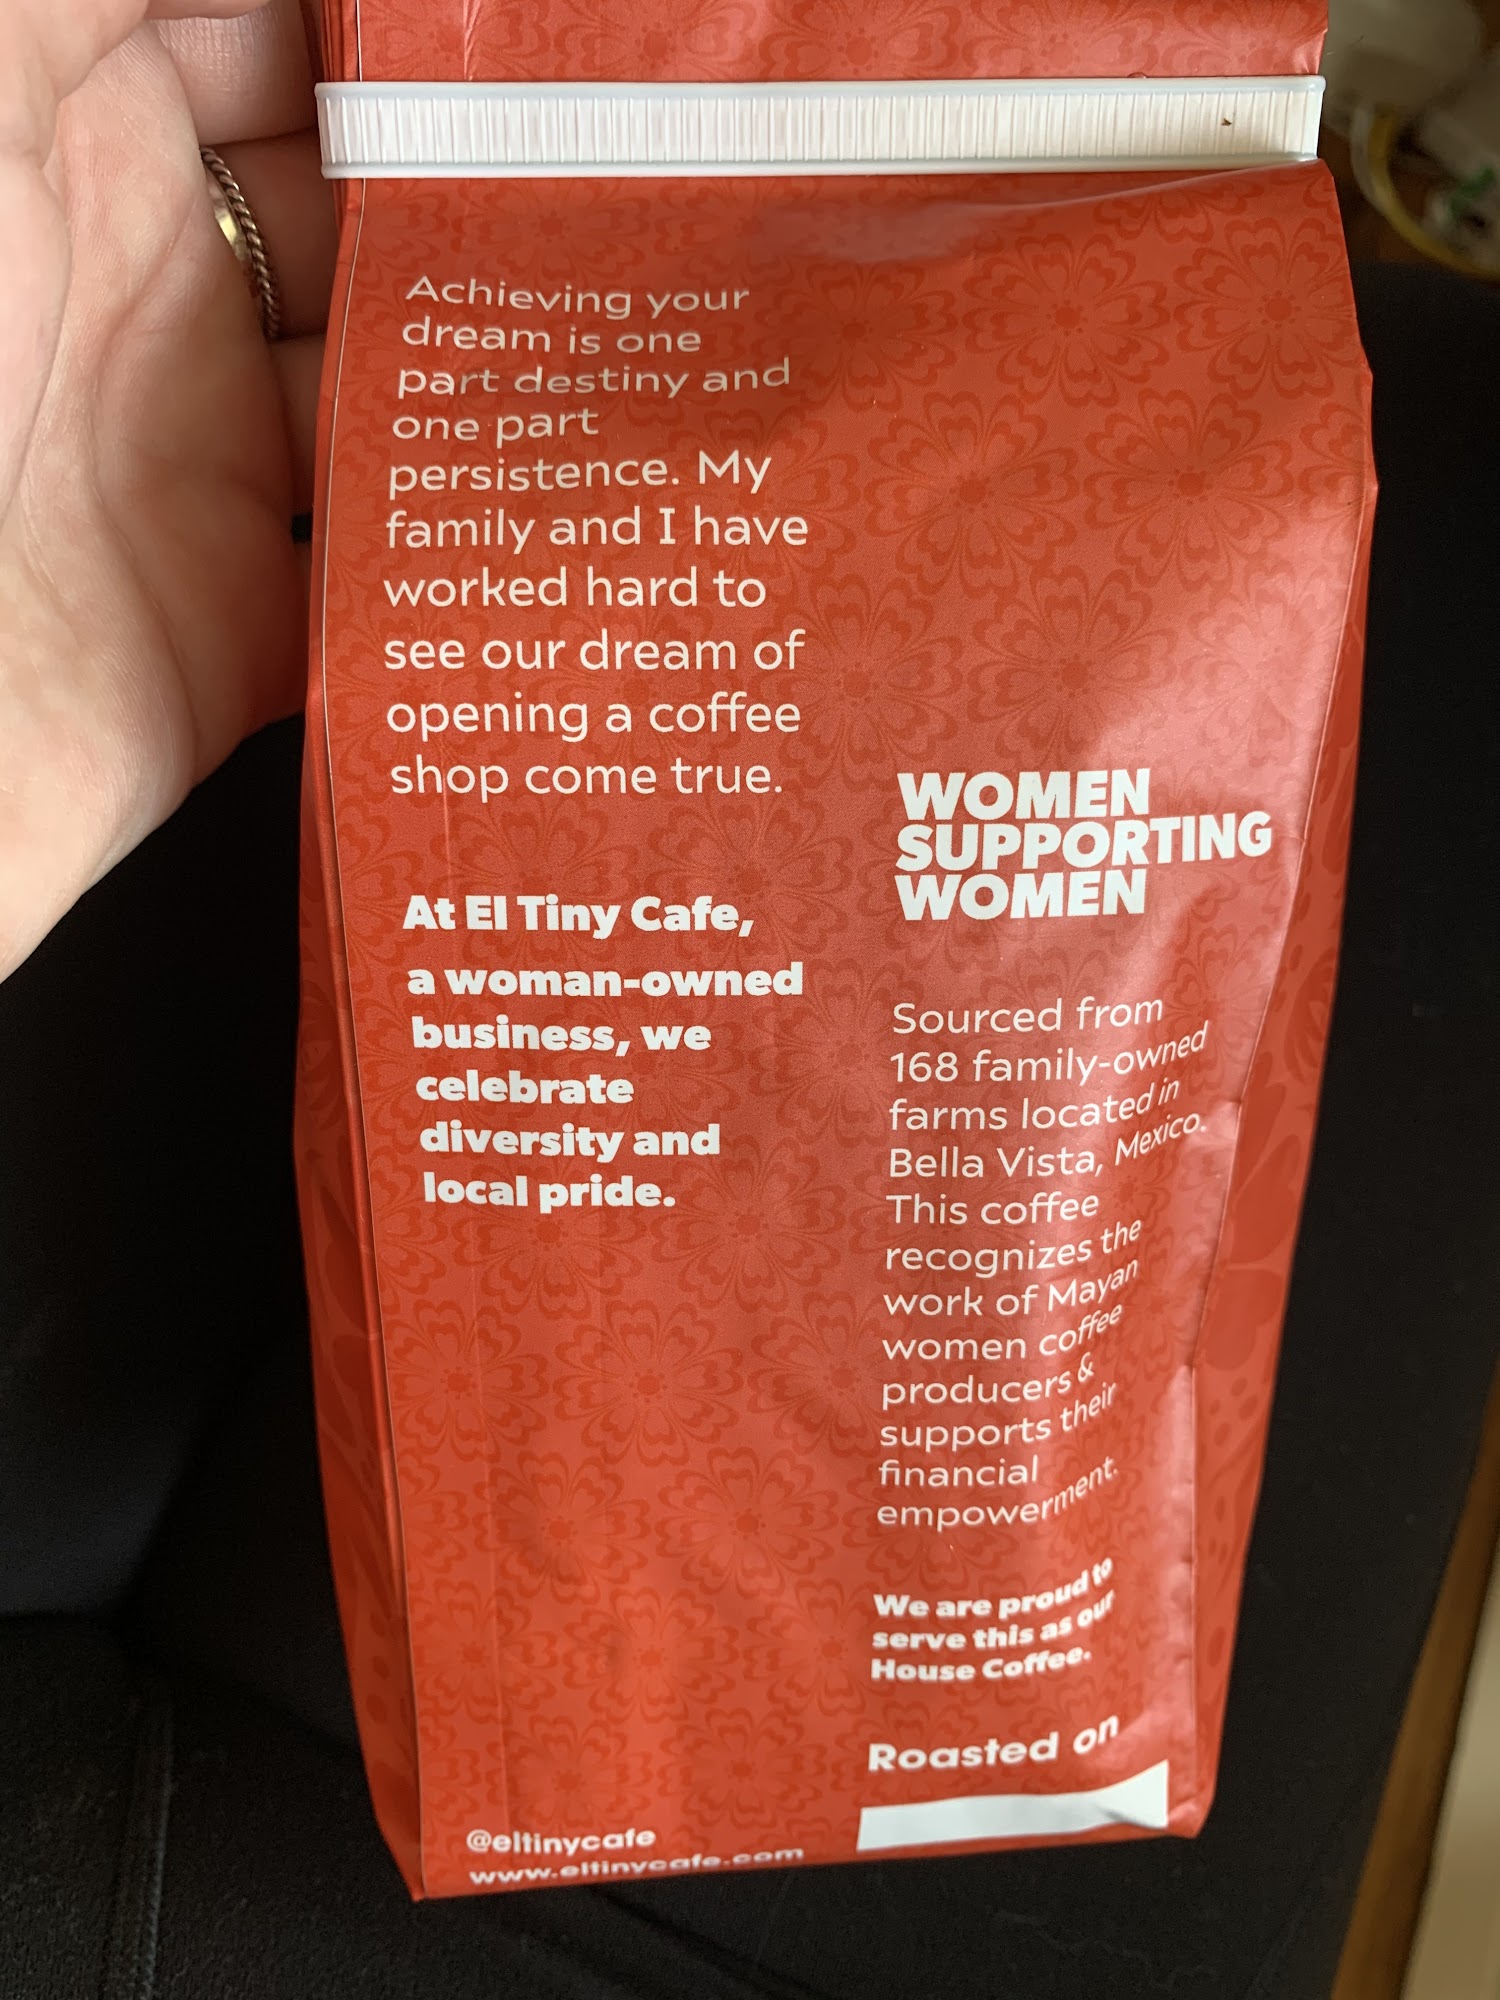 Achieving your
dream is one
part destiny and
one part
persistence. My
family and I have
worked hard to
see our dream of
opening a coffee
shop come true.
At El Tiny Cafe,
a woman-owned
business, we
celebrate
diversity and
local pride.
@eltinycafe
www.eltinycafe.com
WOMEN
SUPPORTING
WOMEN
Sourced from
168 family-owned
farms located in
Bella Vista, Mexico.
This coffee
recognizes the
work of Mayan
women coffee
producers &
supports their
financial
empowerment.
We are proud to
serve this as our
House Coffee.
Roasted on